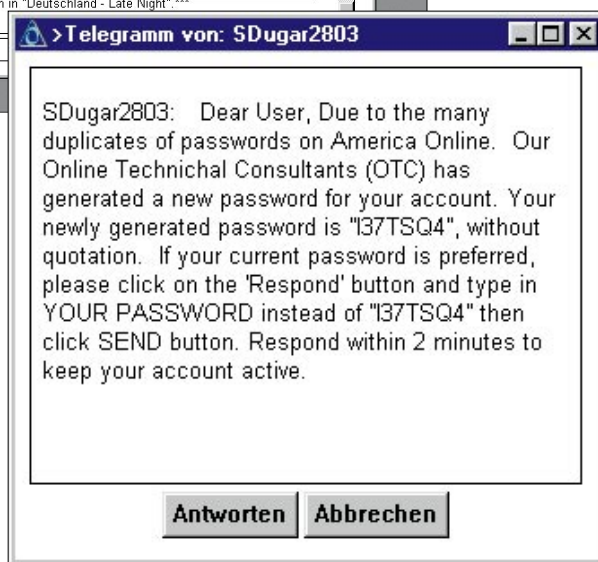 in "Deutschland - Late Night".***
>Telegramm von: SDugar2803
SDugar2803:   Dear User, Due to the many
duplicates of passwords on America Online.  Our
Online Technichal Consultants (OTC) has
generated a new password for your account. Your
newly generated password is "I37TSQ4", without
quotation.  If your current password is preferred,
please click on the 'Respond' button and type in
YOUR PASSWORD instead of "I37TSQ4" then
click SEND button. Respond within 2 minutes to
keep your account active.
Antworten Abbrechen